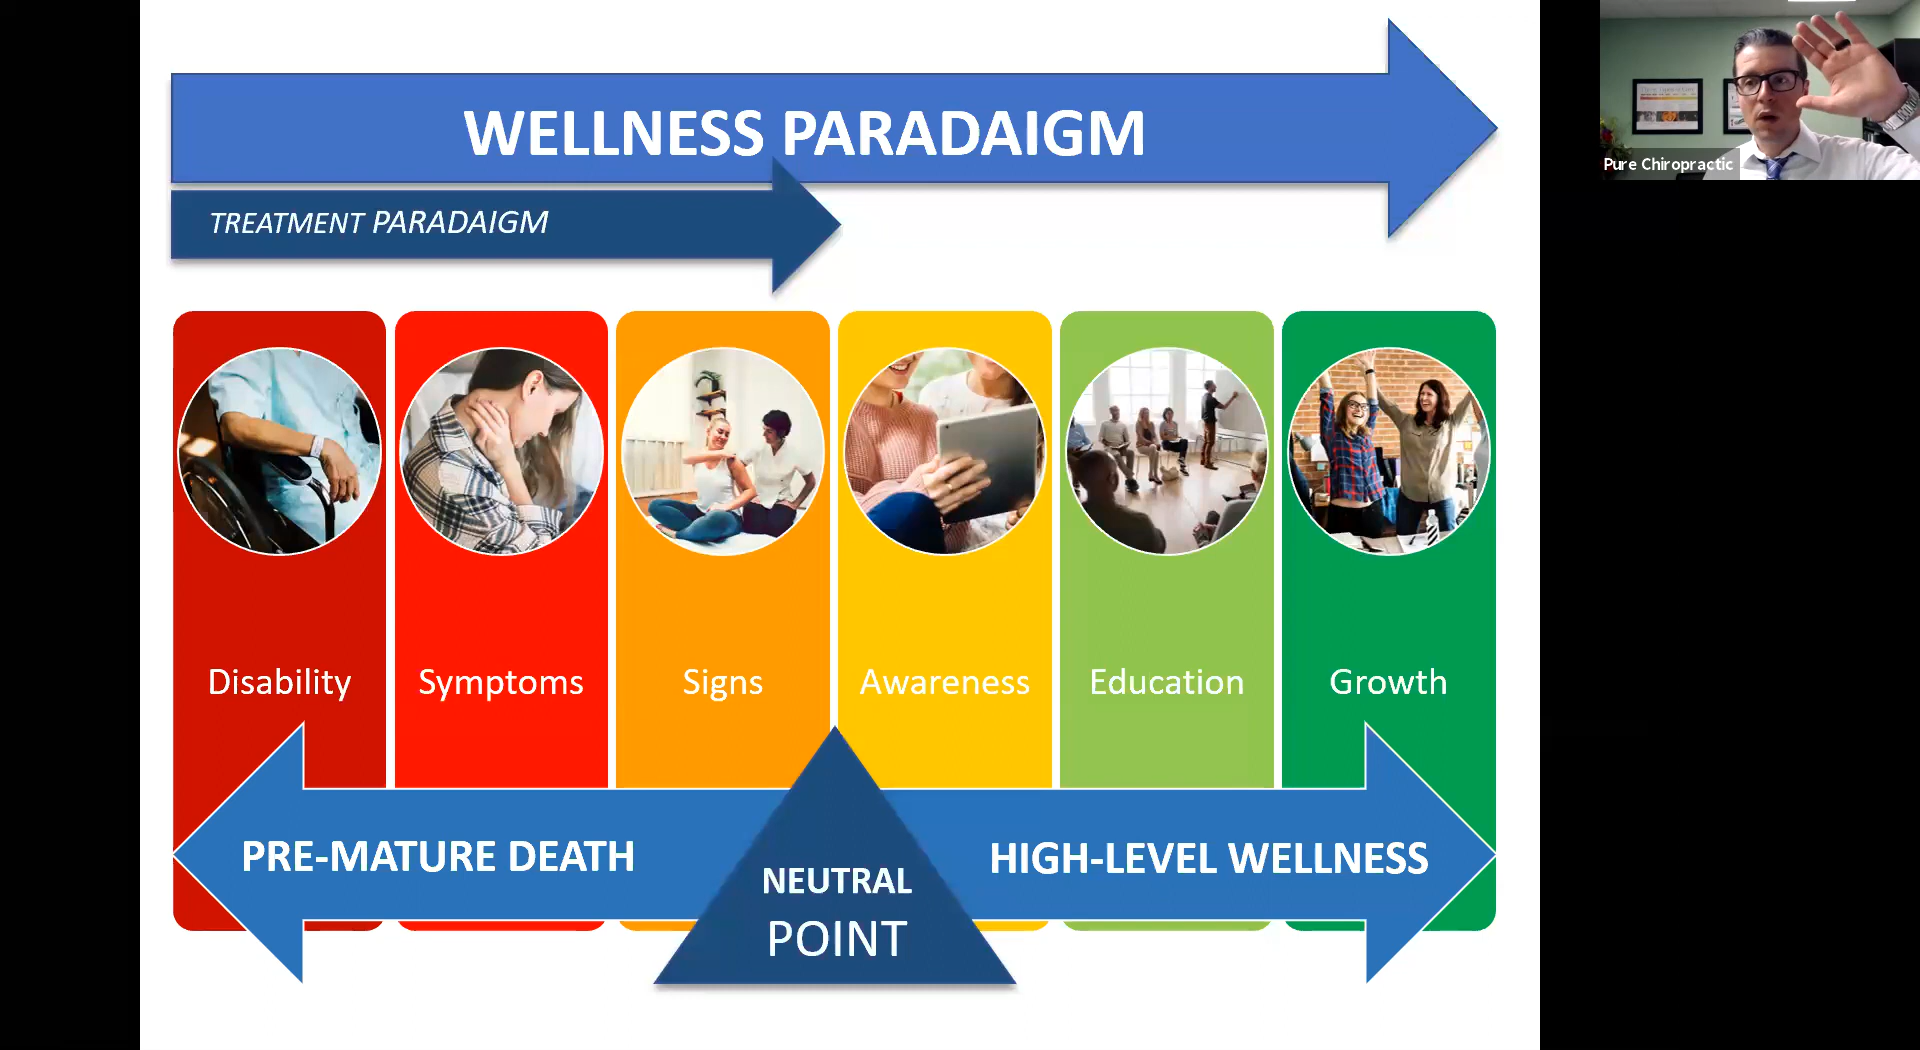 WELLNESS PARADAIGM
TREATMENT PARADAIGM
Disability
Symptoms
Signs
Awareness
Education
Growth
PRE-MATURE DEATH
NEUTRAL
POINT
HIGH-LEVEL WELLNESS
Pure Chiropractic